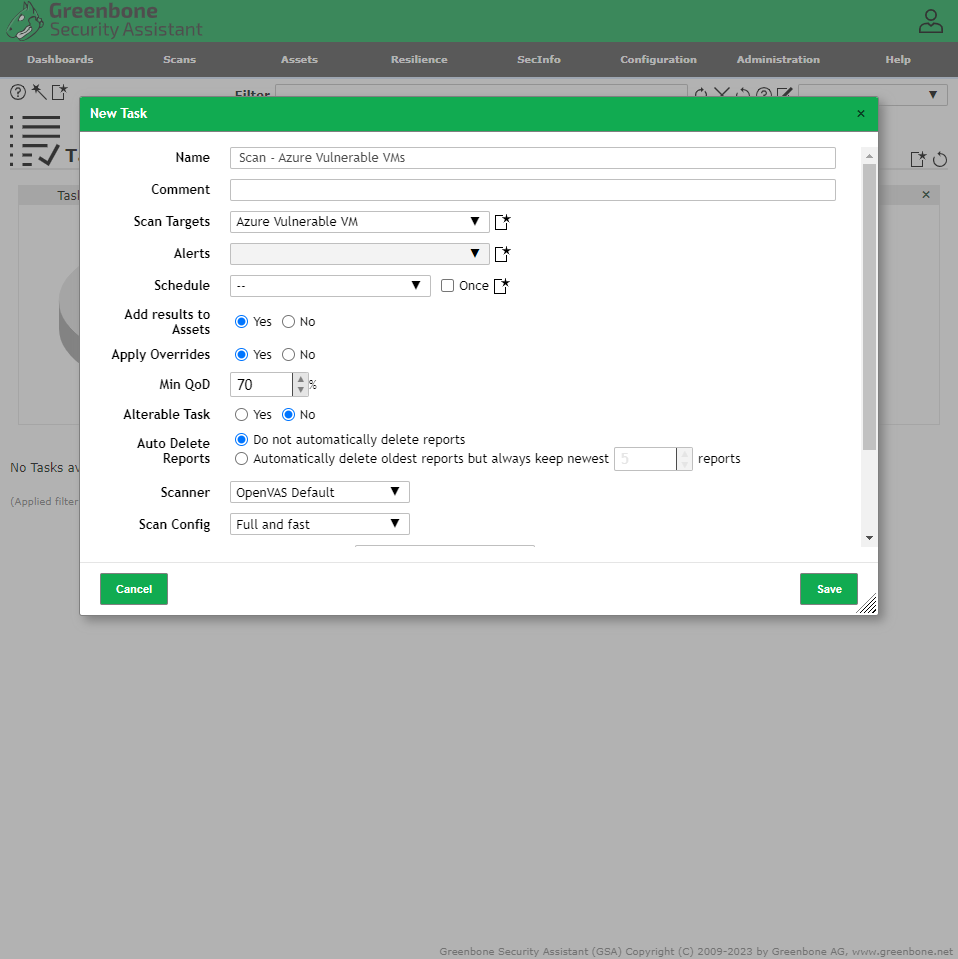 Greenbone
Security Assistant
Dashboards Scans Assets Resilience SecInfo Configuration Administration Help
Filter
New Task ×
Name Scan - Azure Vulnerable VMs
Comment
Scan Targets Azure Vulnerable VM
Alerts
Schedule -- Once
Add results to
Assets
Yes No
Apply Overrides Yes No
Min QoD 70 %
Alterable Task Yes No
Auto Delete
Reports
Do not automatically delete reports
Automatically delete oldest reports but always keep newest 5 reports
Scanner OpenVAS Default
Scan Config Full and fast
Cancel Save
No Tasks av
(Applied filter
Greenbone Security Assistant (GSA) Copyright (C) 2009-2023 by Greenbone AG, www.greenbone.net